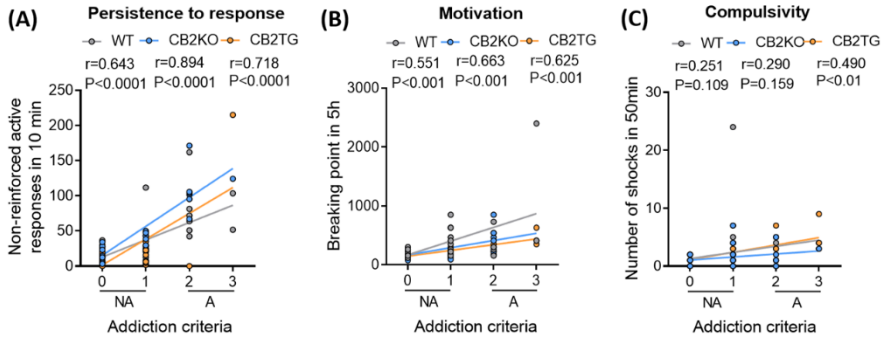 (A) Persistence to response
WT CB2KO CB2TG
r=0.643 r=0.894 r=0.718
P<0.0001 P<0.0001 P<0.0001
Non-reinforced active
responses in 10 min
250
200
150
100
50
0
0 1 2 3
NA A
Addiction criteria
(B) Motivation
WT CB2KO CB2TG
r=0.551 r=0.663 r=0.625
P<0.001 P<0.001 P<0.001
Breaking point in 5h
3000
2000
1000
0
0 1 2 3
NA A
Addiction criteria
(C) Compulsivity
WT CB2KO CB2TG
r=0.251 r=0.290 r=0.490
P=0.109 P=0.159 P<0.01
Number of shocks in 50min
30
20
10
0
0 1 2 3
NA A
Addiction criteria